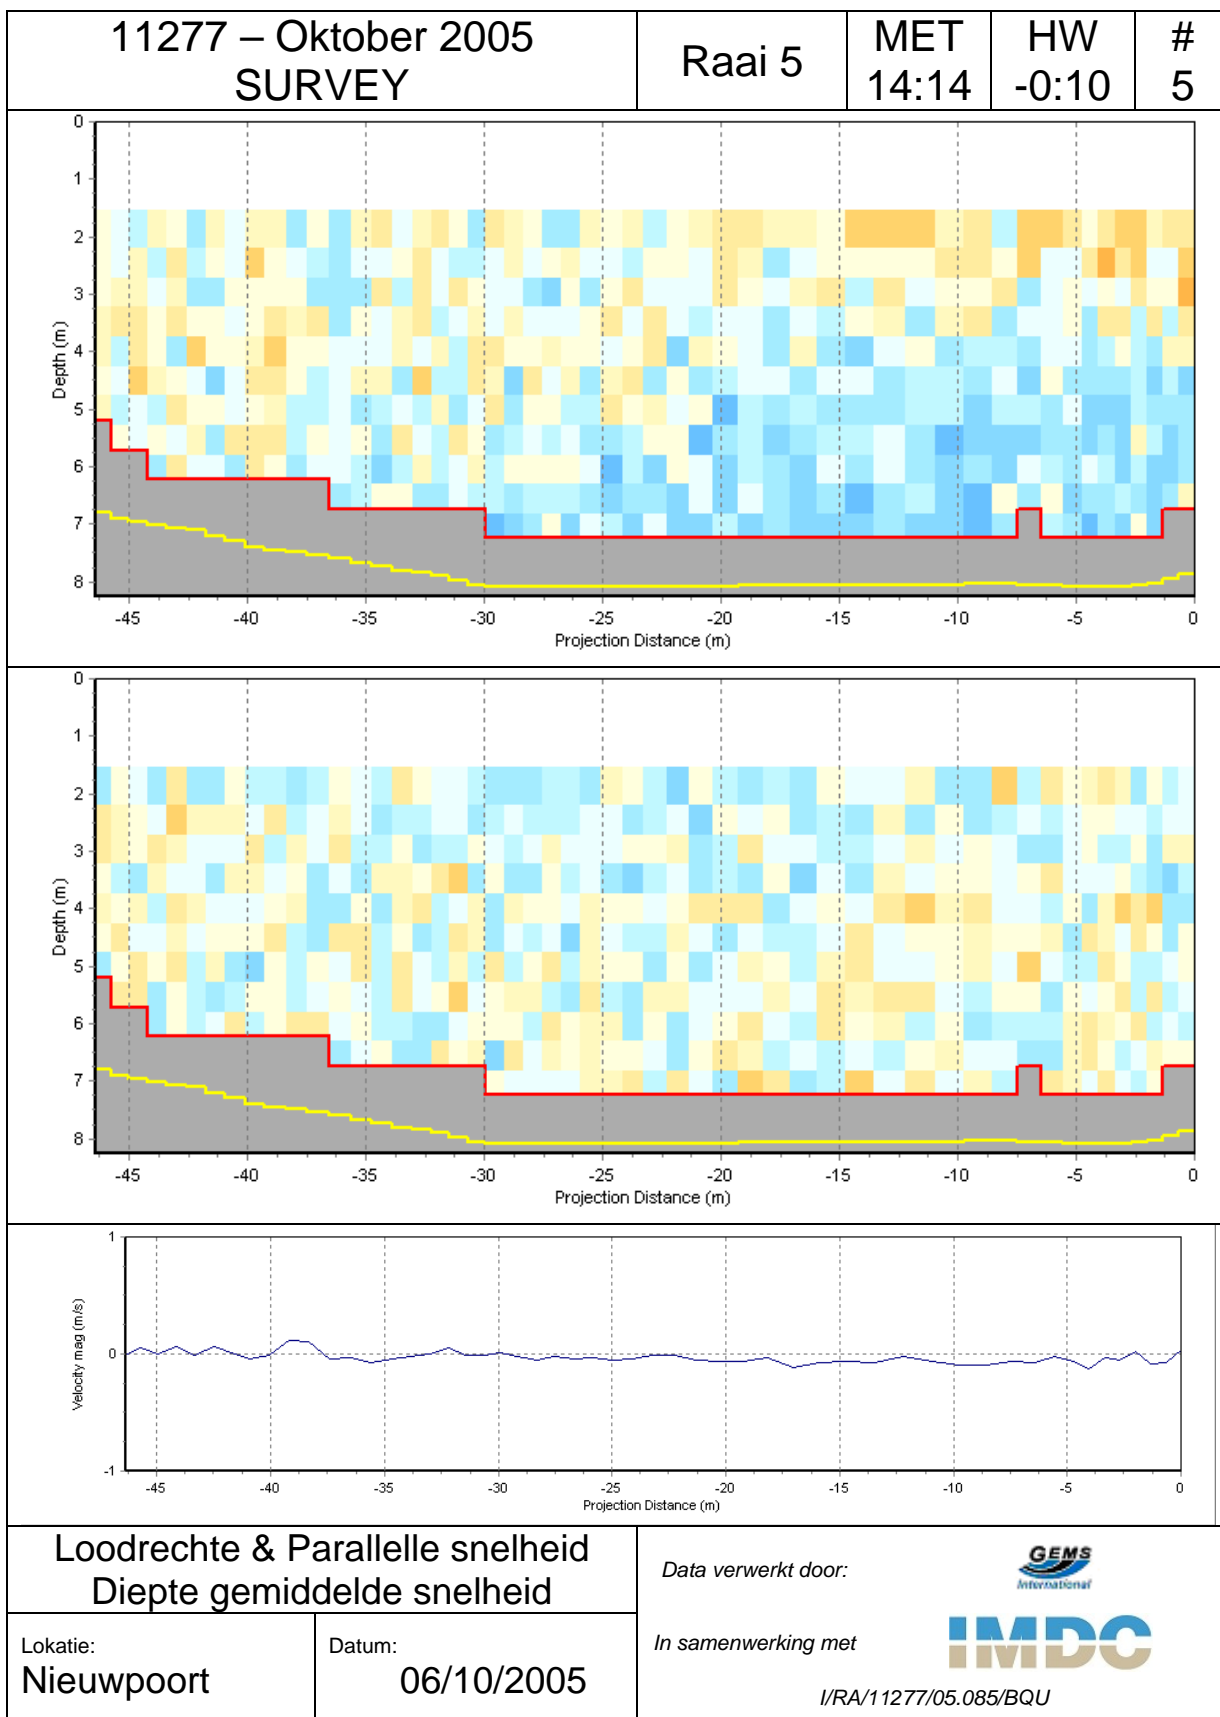 11277 – Oktober 2005
SURVEY
Raai 5
MET
14:14
HW
-0:10
#
5
0
1
2
3
4
5
6
7
8
Depth (m)
-45 -40 -35 -30 -25 -20 -15 -10 -5 0
Projection Distance (m)
0
1
2
3
4
5
6
7
8
Depth (m)
-45 -40 -35 -30 -25 -20 -15 -10 -5 0
Projection Distance (m)
1
0
-1
Velocity mag (m/s)
-45 -40 -35 -30 -25 -20 -15 -10 -5 0
Projection Distance (m)
Loodrechte & Parallelle snelheid
Diepte gemiddelde snelheid
Data verwerkt door:
GEMS
International
Lokatie:
Nieuwpoort
Datum:
06/10/2005
In samenwerking met
IMDC
I/RA/11277/05.085/BQU